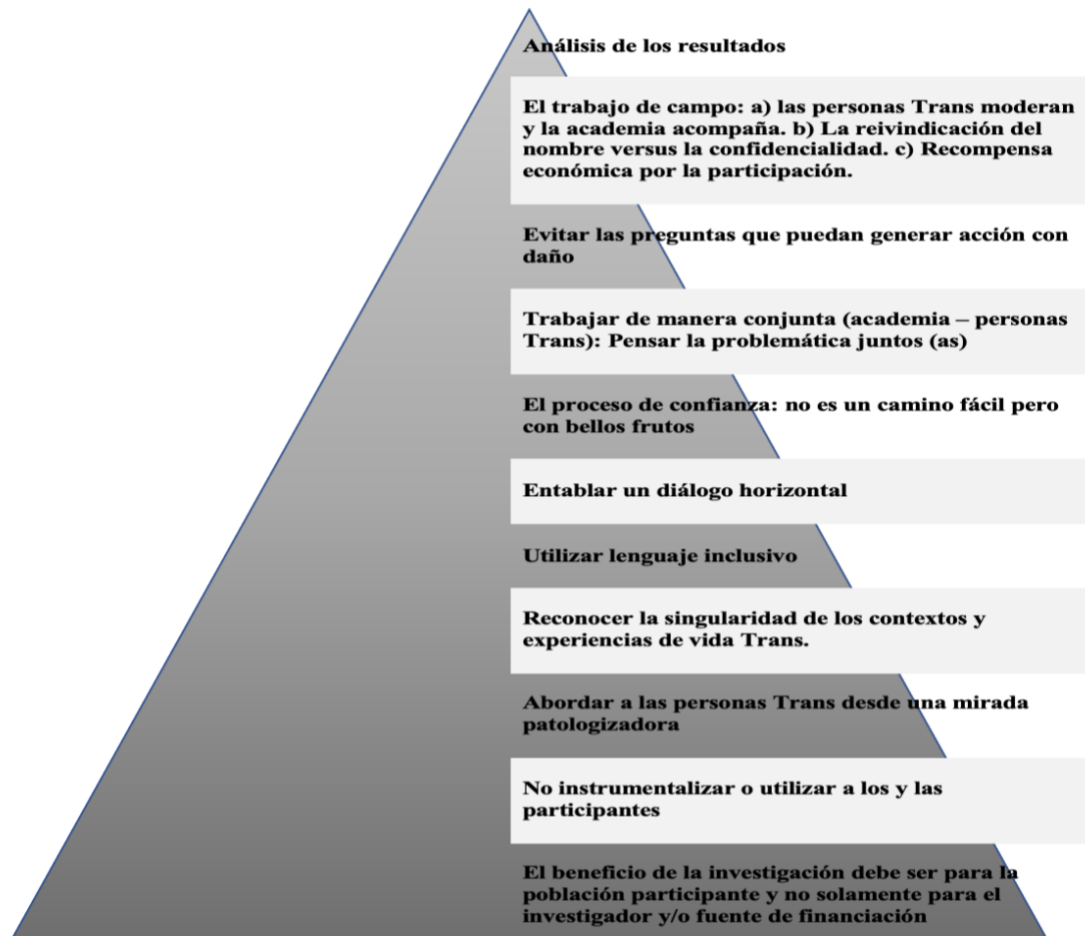 Análisis de los resultados
El trabajo de campo: a) las personas Trans moderan
y la academia acompaña. b) La reivindicación del
nombre versus la confidencialidad. c) Recompensa
económica por la participación.
Evitar las preguntas que puedan generar acción con
daño
Trabajar de manera conjunta (academia – personas
Trans): Pensar la problemática juntos (as)
El proceso de confianza: no es un camino fácil pero
con bellos frutos
Entablar un diálogo horizontal
Utilizar lenguaje inclusivo
Reconocer la singularidad de los contextos y
experiencias de vida Trans.
Abordar a las personas Trans desde una mirada
patologizadora
No instrumentalizar o utilizar a los y las
participantes
El beneficio de la investigación debe ser para la
población participante y no solamente para el
investigador y/o fuente de financiación